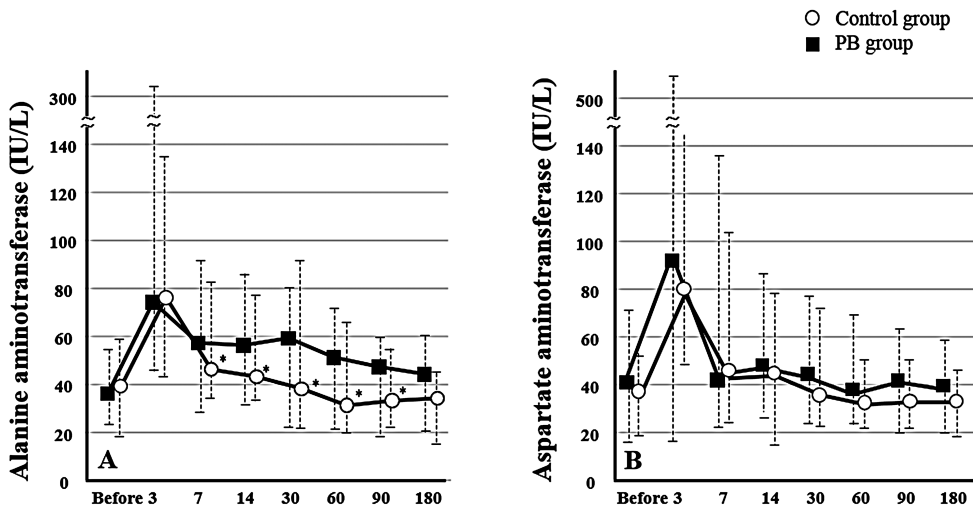 Control group
PB group
Alanine aminotransferase (IU/L)
300
140
120
100
80
60
40
20
0
*
*
*
*
*
A
Before 3 7 14 30 60 90 180
Aspartate aminotransferase (IU/L)
500
140
120
100
80
60
40
20
0
B
Before 3 7 14 30 60 90 180